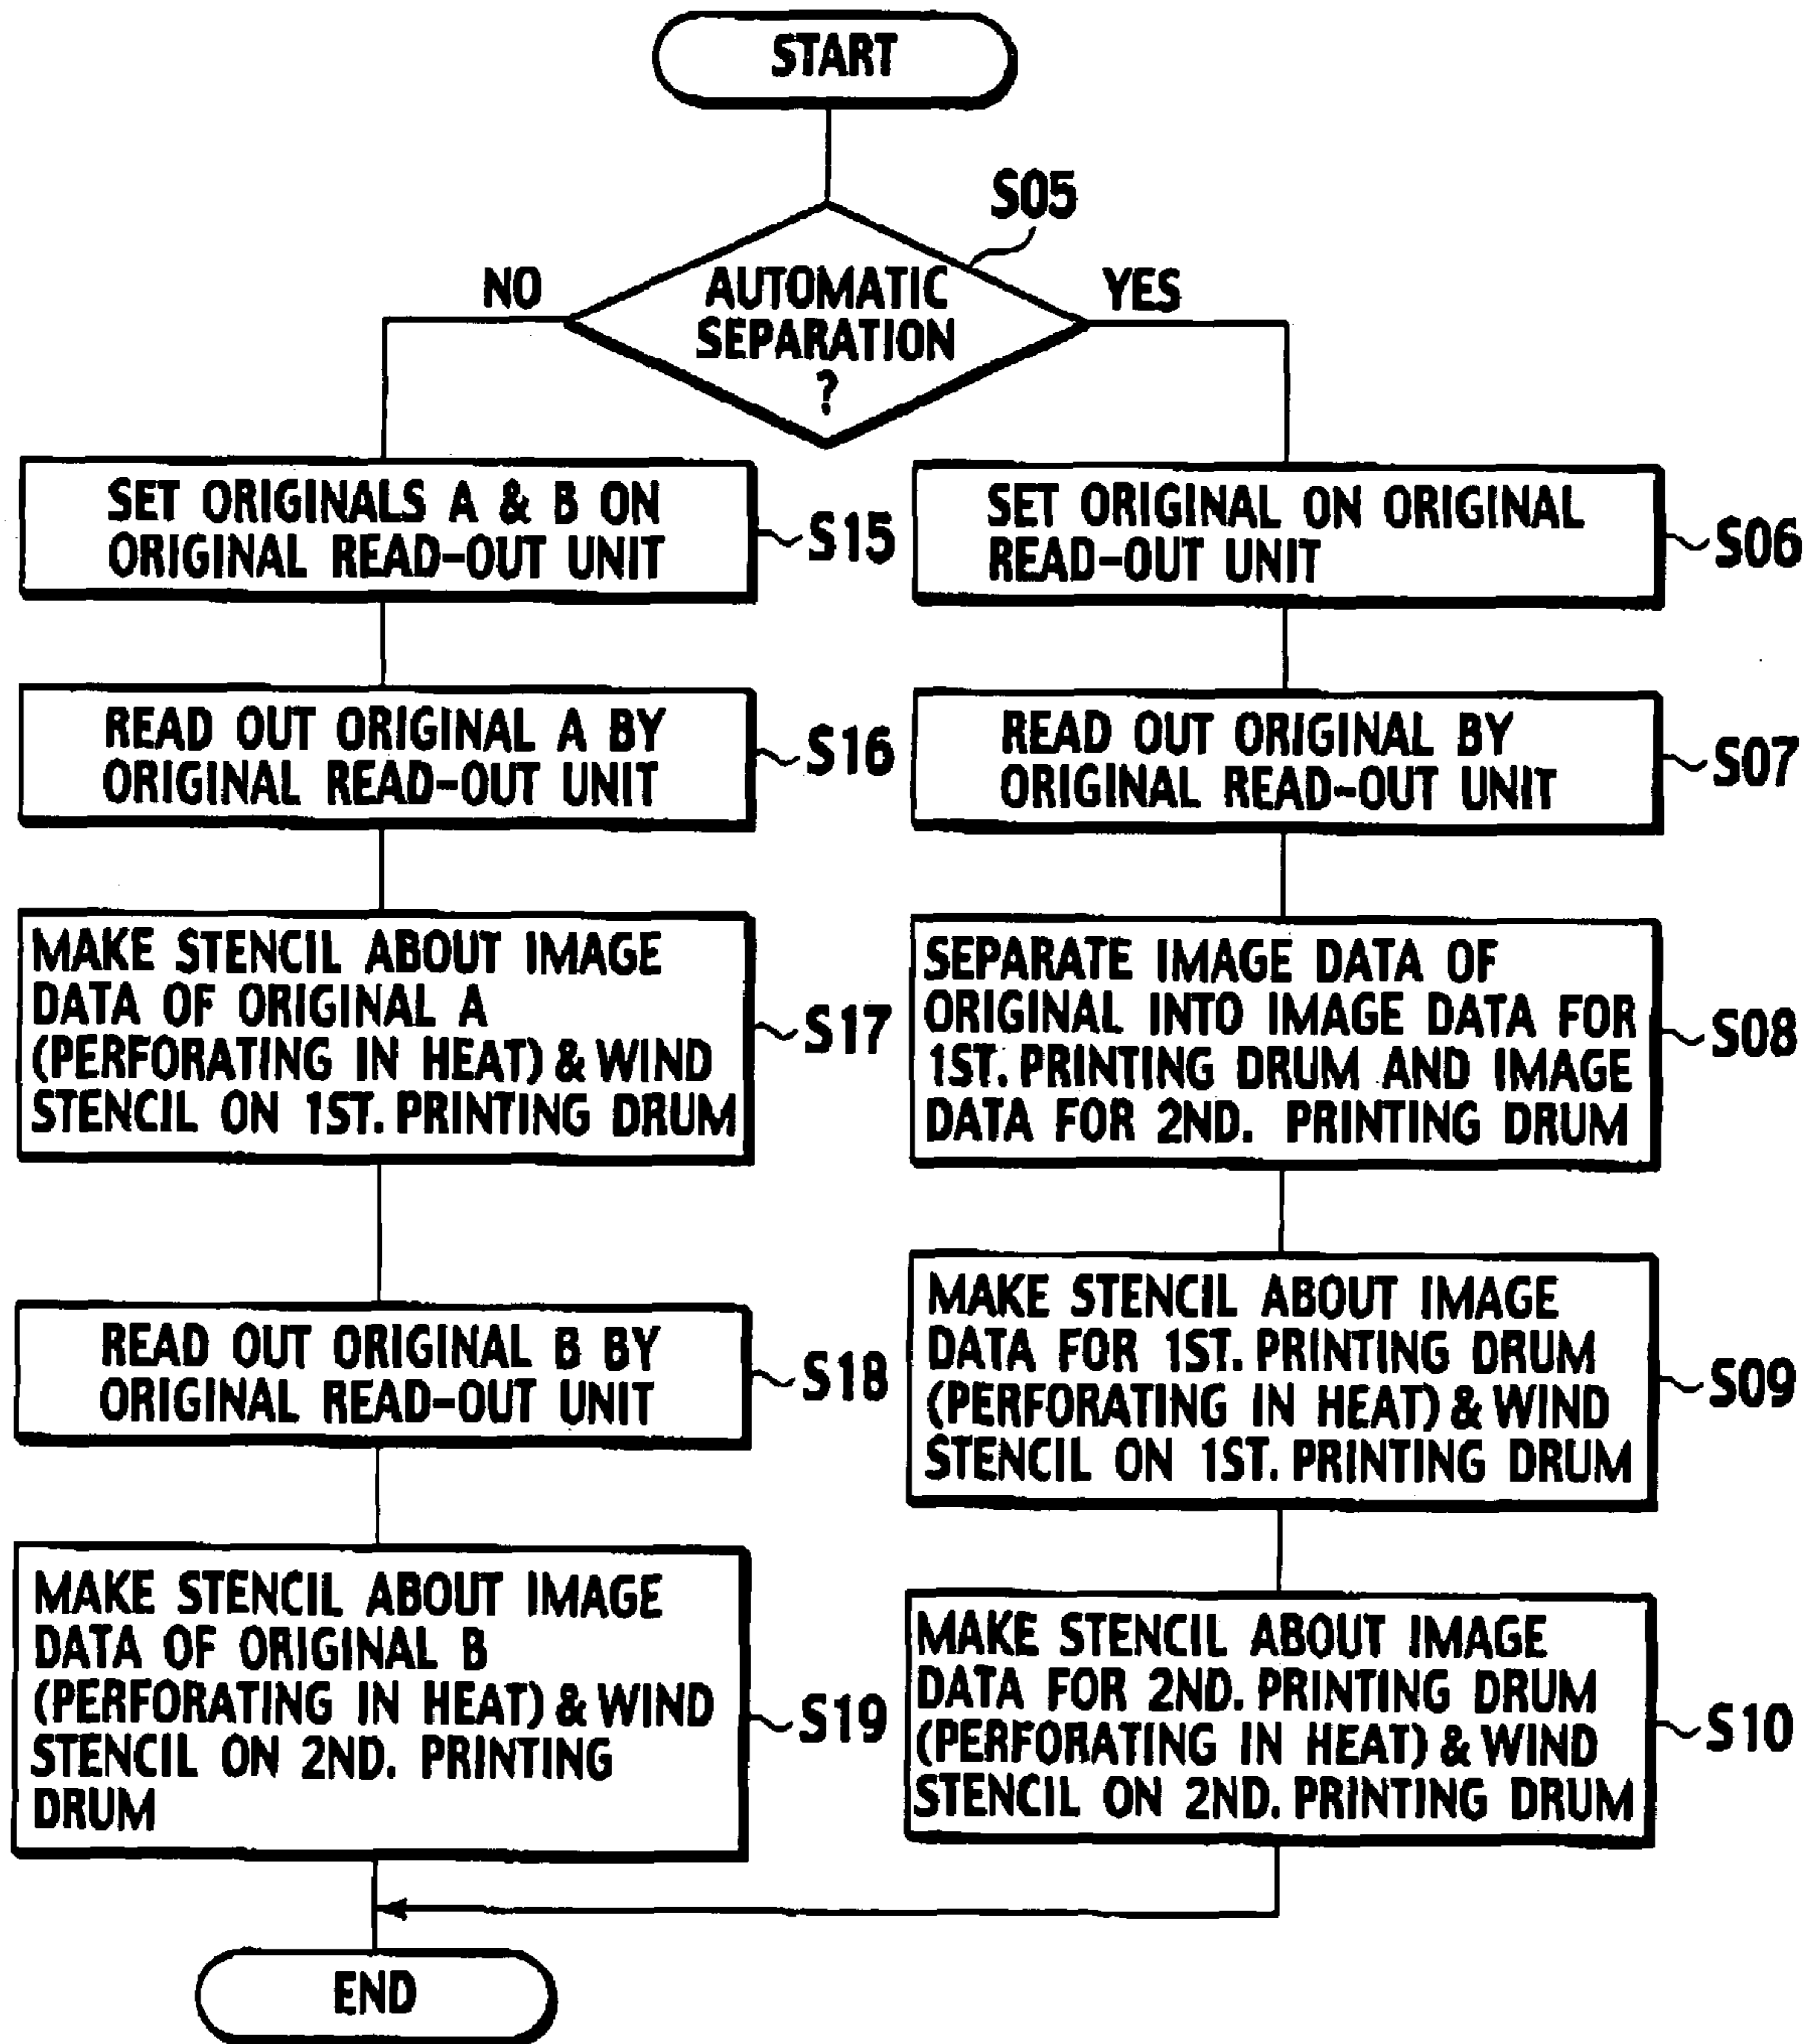 START
S05
NO
AUTOMATIC
SEPARATION
?
YES
SET ORIGINALS A & B ON
ORIGINAL READ-OUT UNIT
S15
READ OUT ORIGINAL A BY
ORIGINAL READ-OUT UNIT
S16
MAKE STENCIL ABOUT IMAGE
DATA OF ORIGINAL A
(PERFORATING IN HEAT) & WIND
STENCIL ON 1ST. PRINTING DRUM
S17
READ OUT ORIGINAL B BY
ORIGINAL READ-OUT UNIT
S18
MAKE STENCIL ABOUT IMAGE
DATA OF ORIGINAL B
(PERFORATING IN HEAT) & WIND
STENCIL ON 2ND. PRINTING
DRUM
S19
SET ORIGINAL ON ORIGINAL
READ-OUT UNIT
S06
READ OUT ORIGINAL BY
ORIGINAL READ-OUT UNIT
S07
SEPARATE IMAGE DATA OF
ORIGINAL INTO IMAGE DATA FOR
1ST. PRINTING DRUM AND IMAGE
DATA FOR 2ND. PRINTING DRUM
S08
MAKE STENCIL ABOUT IMAGE
DATA FOR 1ST. PRINTING DRUM
(PERFORATING IN HEAT) & WIND
STENCIL ON 1ST. PRINTING DRUM
S09
MAKE STENCIL ABOUT IMAGE
DATA FOR 2ND. PRINTING DRUM
(PERFORATING IN HEAT) & WIND
STENCIL ON 2ND. PRINTING DRUM
S10
END